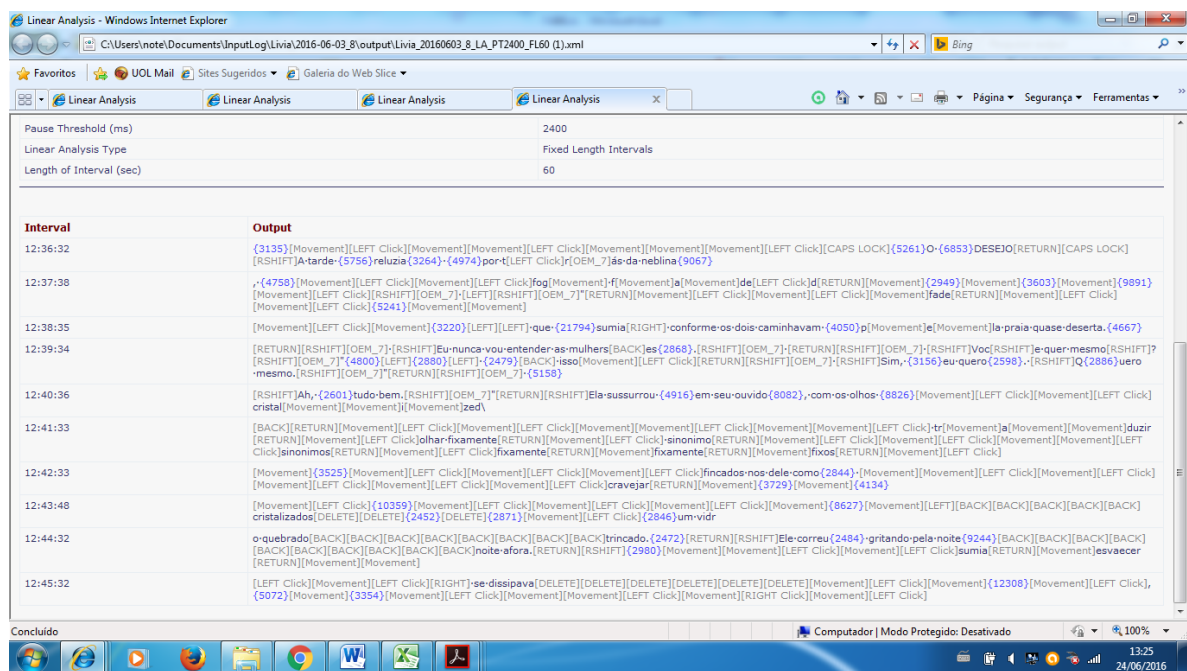 Linear Analysis - Windows Internet Explorer
C:\Users\note\Documents\InputLog\Livia\2016-06-03_8\output\Livia_20160603_8_LA_PT2400_FL60 (1).xml
Bing
Favoritos UOL Mail Sites Sugeridos Galeria do Web Slice
Linear Analysis Linear Analysis Linear Analysis Linear Analysis x Página Segurança Ferramentas
Pause Threshold (ms) 2400
Linear Analysis Type Fixed Length Intervals
Length of Interval (sec) 60
Interval Output
12:36:32 {3135}[Movement][LEFT Click][Movement][Movement][LEFT Click][Movement][Movement][Movement][LEFT Click][CAPS LOCK]{5261}O·{6853}DESEJO[RETURN][CAPS LOCK]
[RSHIFT]A·tarde·{5756}reluzia{3264}·{4974}por·t[LEFT Click]r[OEM_7]ás·da·neblina{9067}
12:37:38 ,·{4758}[Movement][LEFT Click][Movement][Movement][LEFT Click]fog[Movement]·f[Movement]a[Movement]de[LEFT Click]d[RETURN][Movement]{2949}[Movement]{3603}[Movement]{9891}
[Movement][LEFT Click][RSHIFT][OEM_7]·[LEFT][RSHIFT][OEM_7]"[RETURN][Movement][LEFT Click][Movement][Movement][LEFT Click][Movement]fade[RETURN][Movement][LEFT Click]
[Movement][LEFT Click]{5241}[Movement][Movement]
12:38:35 [Movement][LEFT Click][Movement]{3220}[LEFT][LEFT]·que·{21794}sumia[RIGHT]·conforme·os·dois·caminhavam·{4050}p[Movement]e[Movement]la·praia·quase·deserta.{4667}
12:39:34 [RETURN][RSHIFT][OEM_7]·[RSHIFT]Eu·nunca·vou·entender·as·mulhers[BACK]es{2868}.[RSHIFT][OEM_7]·[RETURN][RSHIFT][OEM_7]·[RSHIFT]Voc[RSHIFT]e·quer·mesmo[RSHIFT]?
[RSHIFT][OEM_7]"{4800}[LEFT]{2880}[LEFT]·{2479}[BACK]·isso[Movement][LEFT Click][RETURN][RSHIFT][OEM_7]·[RSHIFT]Sim,·{3156}eu·quero{2598}.·[RSHIFT]Q{2886}uero
·mesmo.[RSHIFT][OEM_7]"[RETURN][RSHIFT][OEM_7]·{5158}
12:40:36 [RSHIFT]Ah,·{2601}tudo·bem.[RSHIFT][OEM_7]"[RETURN][RSHIFT]Ela·sussurrou·{4916}em·seu·ouvido{8082},·com·os·olhos·{8826}[Movement][LEFT Click][Movement][LEFT Click]
cristal[Movement][Movement]i[Movement]zed\
12:41:33 [BACK][RETURN][Movement][LEFT Click][Movement][LEFT Click][Movement][Movement][LEFT Click][Movement][LEFT Click][Movement][LEFT Click]·tr[Movement]a[Movement][Movement]duzir
[RETURN][Movement][LEFT Click]olhar·fixamente[RETURN][Movement][LEFT Click]·sinonimo[RETURN][Movement][LEFT Click][Movement][LEFT Click][Movement][Movement][LEFT
Click]sinonimos[RETURN][Movement][LEFT Click]fixamente[RETURN][Movement]fixamente[RETURN][Movement]fixos[RETURN][Movement][LEFT Click]
12:42:33 [Movement]{3525}[Movement][LEFT Click][Movement][LEFT Click][Movement][Movement][LEFT Click]fincados·nos·dele·como{2844}·[Movement][Movement][LEFT Click][Movement][LEFT Click]
[Movement][LEFT Click][Movement][LEFT Click][Movement][Movement][LEFT Click]cravejar[RETURN][Movement]{3729}[Movement]{4134}
12:43:48 [Movement][LEFT Click]{10359}[Movement][LEFT Click][Movement][LEFT Click][Movement]{8627}[Movement][LEFT][BACK][BACK][BACK][BACK][BACK]
cristalizados[DELETE][DELETE]{2452}[DELETE]{2871}[Movement][LEFT Click]{2846}um·vidr
12:44:32 o·quebrado[BACK][BACK][BACK][BACK][BACK][BACK][BACK][BACK]trincado.{2472}[RETURN][RSHIFT]Ele·correu{2484}·gritando·pela·noite{9244}[BACK][BACK][BACK][BACK]
[BACK][BACK][BACK][BACK][BACK][BACK]noite·afora.[RETURN][RSHIFT]{2980}[Movement][Movement][LEFT Click][Movement][LEFT Click]sumia[RETURN][Movement]esvaecer
[RETURN][Movement][Movement]
12:45:32 [LEFT Click][Movement][LEFT Click][RIGHT]·se·dissipava[DELETE][DELETE][DELETE][DELETE][DELETE][DELETE][Movement][LEFT Click][Movement]{12308}[Movement][LEFT Click],
{5072}[Movement]{3354}[Movement][LEFT Click][Movement][Movement][LEFT Click][Movement][RIGHT Click][Movement][LEFT Click]
Concluído Computador | Modo Protegido: Desativado 100%
13:25
24/06/2016